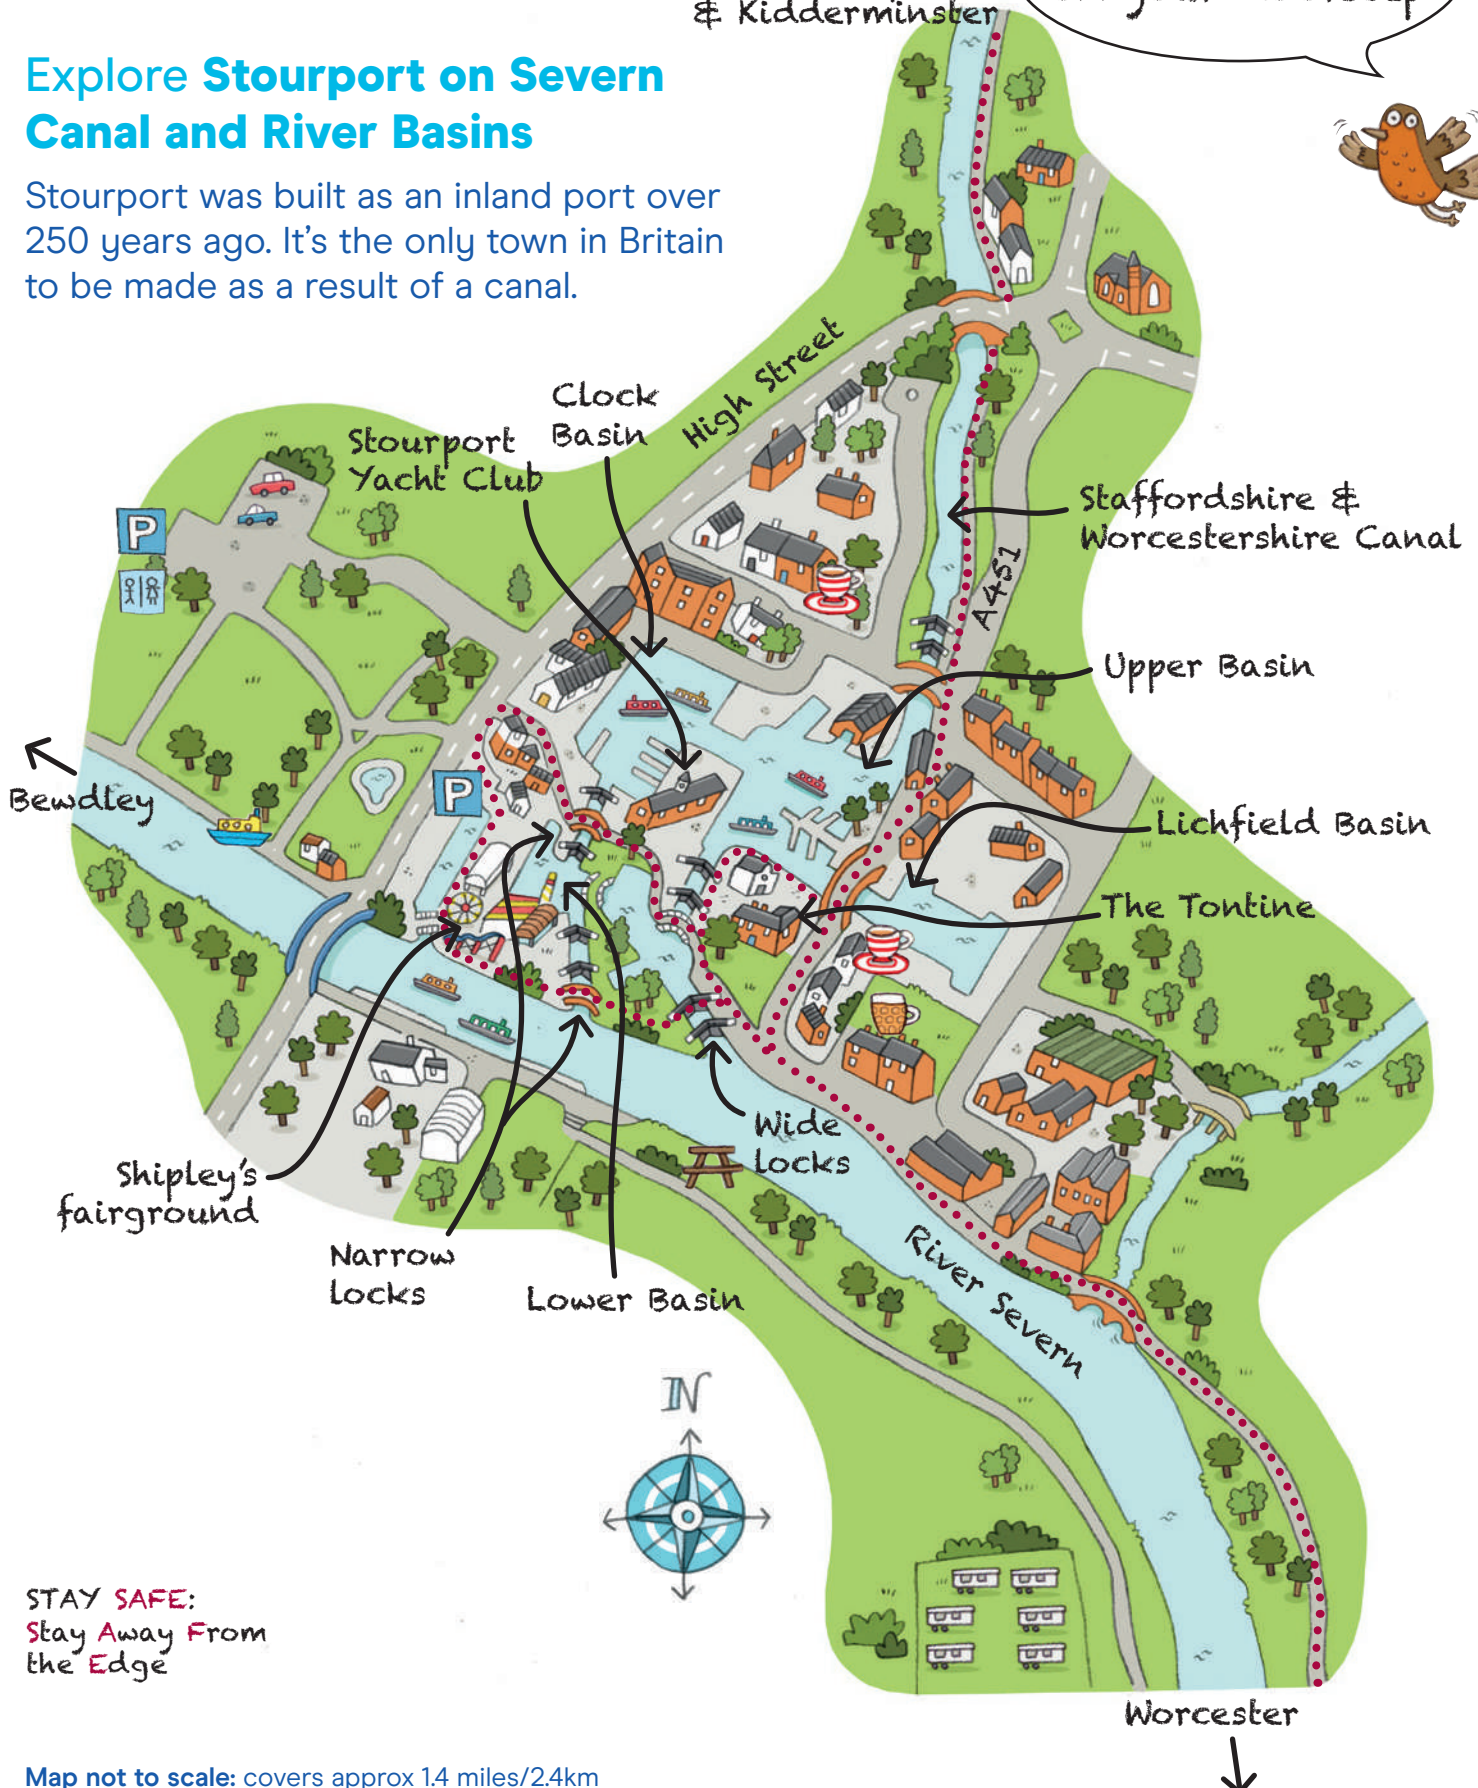 & Kidderminster
Explore Stourport on Severn
Canal and River Basins
Stourport was built as an inland port over
250 years ago. It's the only town in Britain
to be made as a result of a canal.
High Street
Clock
Basin
Stourport
Yacht Club
P
Staffordshire &
Worcestershire Canal
A451
Upper Basin
Bewdley
P
Lichfield Basin
The Tontine
Wide
locks
Shipley's
fairground
Narrow
locks
Lower Basin
River Severn
N
STAY SAFE:
Stay Away From
the Edge
Worcester
Map not to scale: covers approx 1.4 miles/2.4km